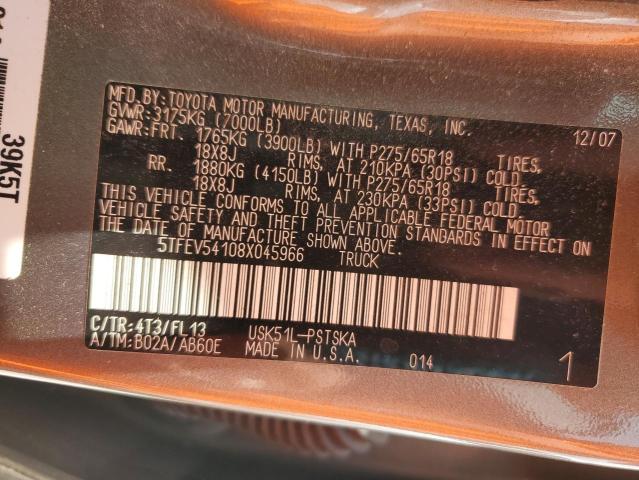 39K5T
MFD.BY:TOYOTA MOTOR MANUFACTURING, TEXAS, INC. 12/07
GVWR:3175KG (7000LB)
GAWR:FRT. 1765KG (3900LB) WITH P275/65R18 TIRES,
18X8J RIMS, AT 210KPA (30PSI) COLD
RR. 1880KG (4150LB) WITH P275/65R18 TIRES,
18X8J RIMS, AT 230KPA (33PSI) COLD
THIS VEHICLE CONFORMS TO ALL APPLICABLE FEDERAL MOTOR
VEHICLE SAFETY AND THEFT PREVENTION STANDARDS IN EFFECT ON
THE DATE OF MANUFACTURE SHOWN ABOVE.
5TFEV54108X045966 TRUCK
C/TR:4T3/FL13 USK51L-PSTSKA
A/TM:B02A/AB60E MADE IN U.S.A. 014 1